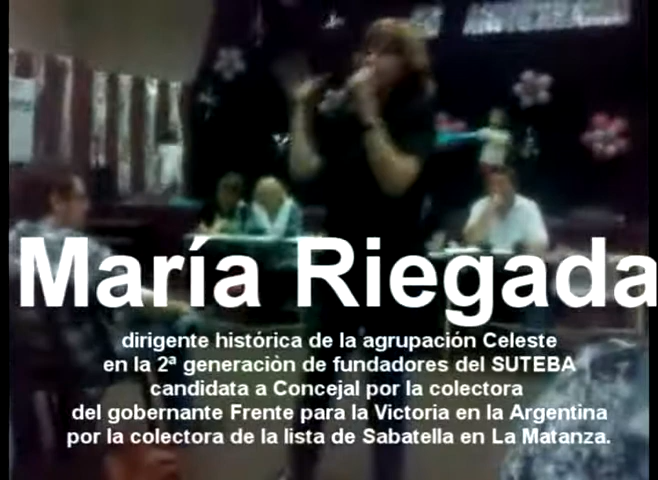 ANIVERSA
María Riegada
dirigente histórica de la agrupación Celeste
en la 2ª generaciòn de fundadores del SUTEBA
candidata a Concejal por la colectora
del gobernante Frente para la Victoria en la Argentina
por la colectora de la lista de Sabatella en La Matanza.